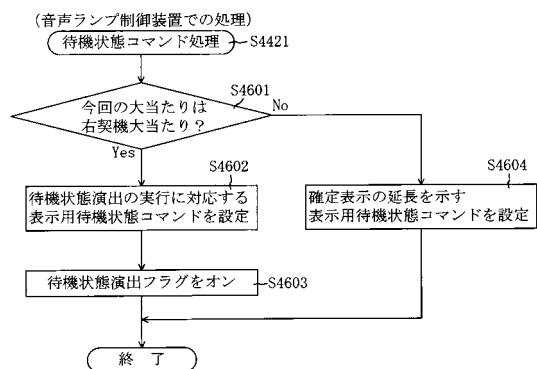 (音声ランプ制御装置での処理)
待機状態コマンド処理
S4421
S4601
今回の大当たりは
右契機大当たり?
No
Yes
S4602
待機状態演出の実行に対応する
表示用待機状態コマンドを設定
S4604
確定表示の延長を示す
表示用待機状態コマンドを設定
待機状態演出フラグをオン
S4603
終 了